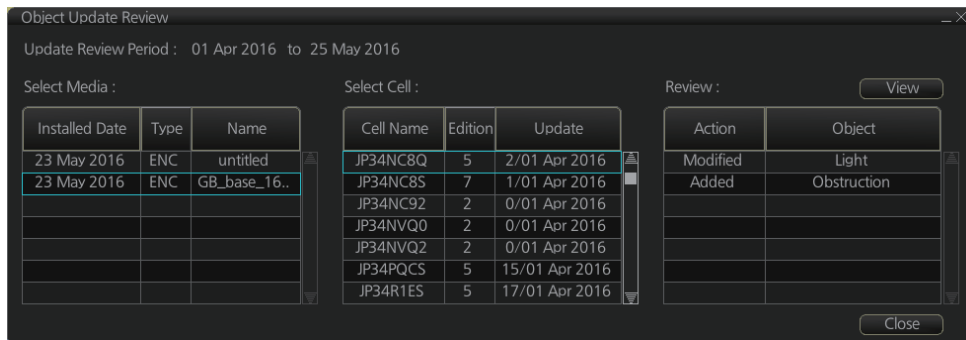 Object Update Review
Update Review Period : 01 Apr 2016 to 25 May 2016
Select Media : Select Cell : Review : View
Installed Date Type Name Cell Name Edition Update Action Object
23 May 2016 ENC untitled JP34NC8Q 5 2/01 Apr 2016 Modified Light
23 May 2016 ENC GB_base_16.. JP34NC8S 7 1/01 Apr 2016 Added Obstruction
JP34NC92 2 0/01 Apr 2016
JP34NVQ0 2 0/01 Apr 2016
JP34NVQ2 2 0/01 Apr 2016
JP34PQCS 5 15/01 Apr 2016
JP34R1ES 5 17/01 Apr 2016
Close